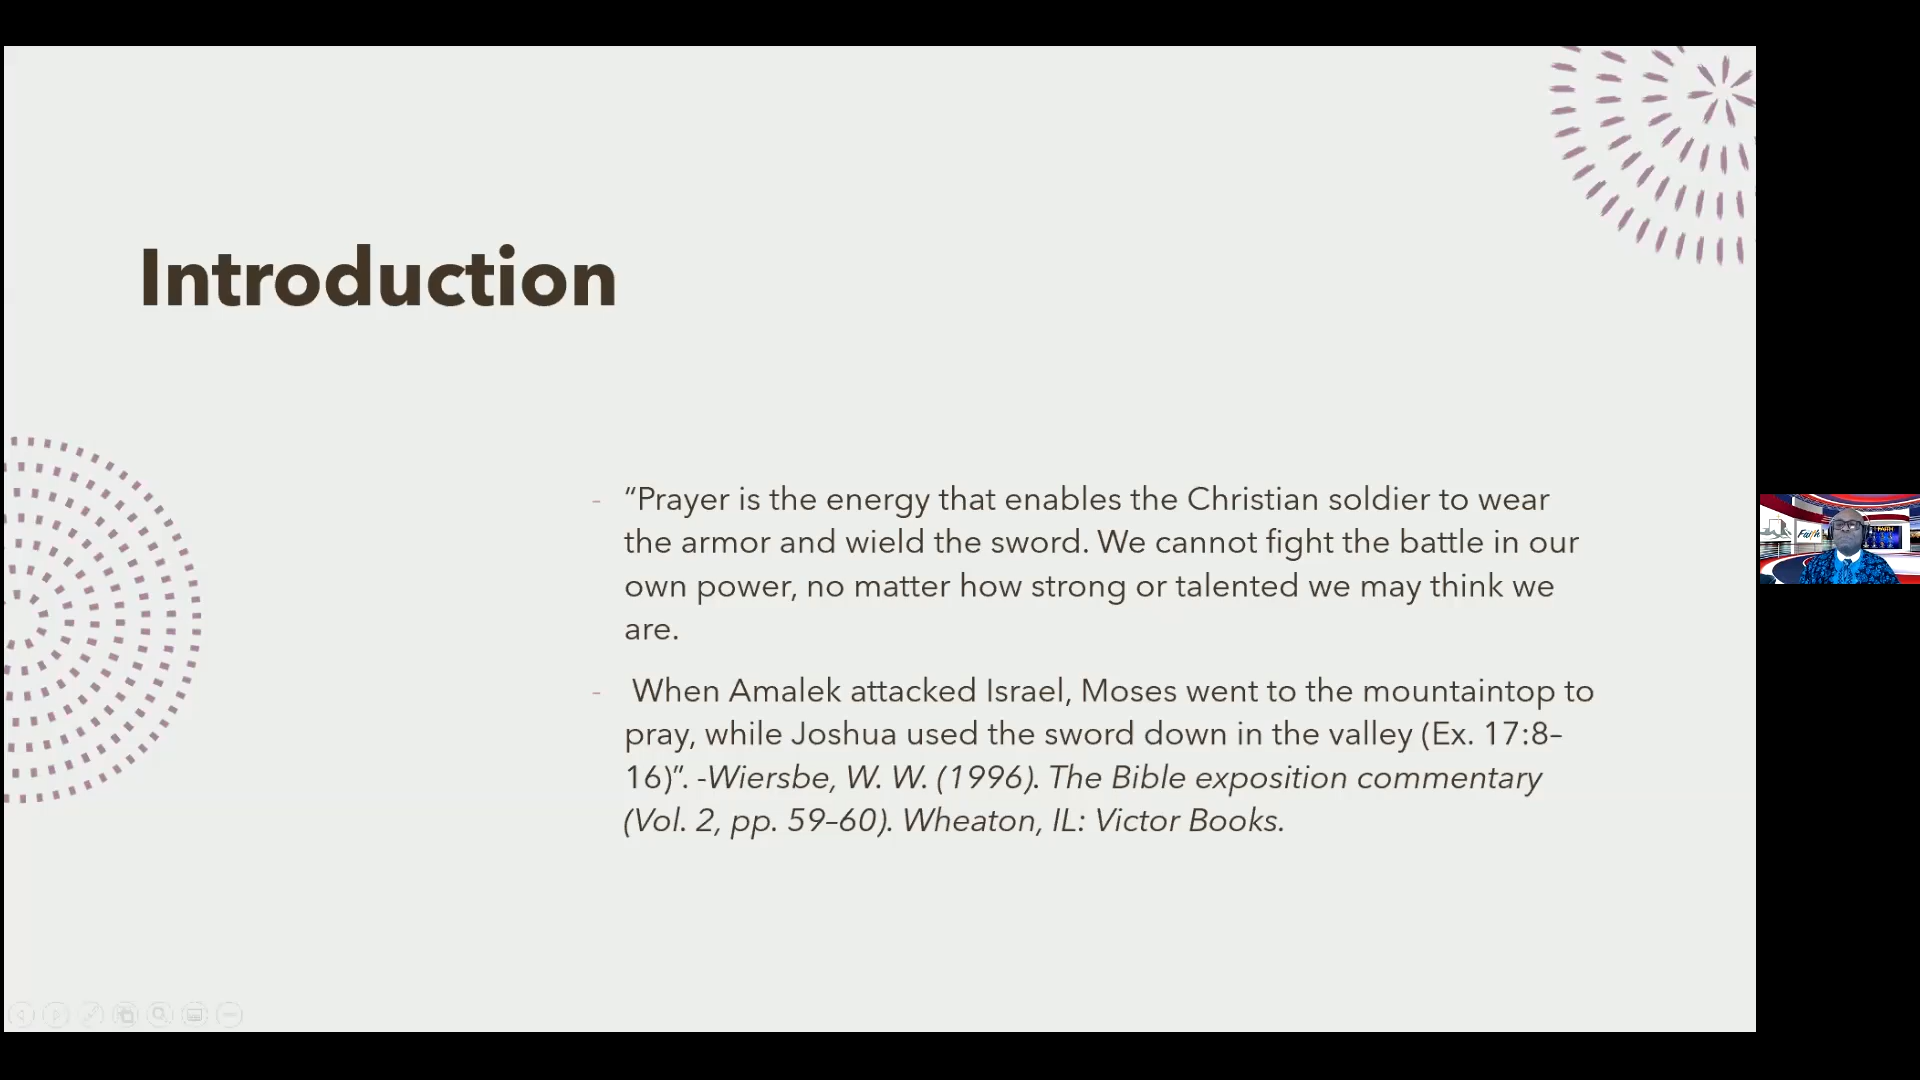 Introduction
- “Prayer is the energy that enables the Christian soldier to wear
the armor and wield the sword. We cannot fight the battle in our
own power, no matter how strong or talented we may think we
are.
- When Amalek attacked Israel, Moses went to the mountaintop to
pray, while Joshua used the sword down in the valley (Ex. 17:8–
16)”. -Wiersbe, W. W. (1996). The Bible exposition commentary
(Vol. 2, pp. 59–60). Wheaton, IL: Victor Books.
Faith
FAITH